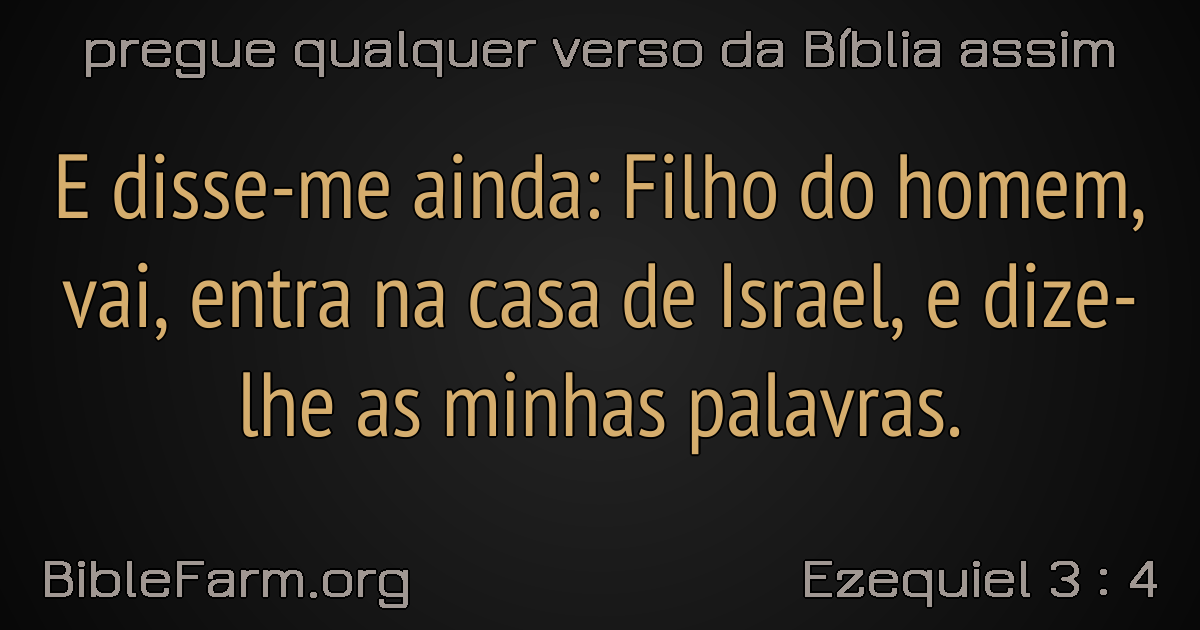 pregue qualquer verso da Bíblia assim
E disse-me ainda: Filho do homem,
vai, entra na casa de Israel, e dize-
lhe as minhas palavras.
BibleFarm.org
Ezequiel 3 : 4